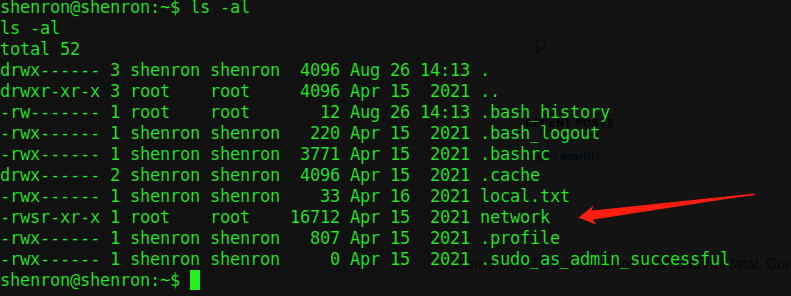 shenron@shenron:~$ ls -al
ls -al
total 52
drwx------ 3 shenron shenron  4096 Aug 26 14:13 .
drwxr-xr-x 3 root    root     4096 Apr 15  2021 ..
-rw------- 1 root    root       12 Aug 26 14:13 .bash_history
-rwx------ 1 shenron shenron   220 Apr 15  2021 .bash_logout
-rwx------ 1 shenron shenron  3771 Apr 15  2021 .bashrc
drwx------ 2 shenron shenron  4096 Apr 15  2021 .cache
-rwx------ 1 shenron shenron    33 Apr 16  2021 local.txt
-rwsr-xr-x 1 root    root    16712 Apr 15  2021 network
-rwx------ 1 shenron shenron   807 Apr 15  2021 .profile
-rwx------ 1 shenron shenron     0 Apr 15  2021 .sudo_as_admin_successful
shenron@shenron:~$
Search